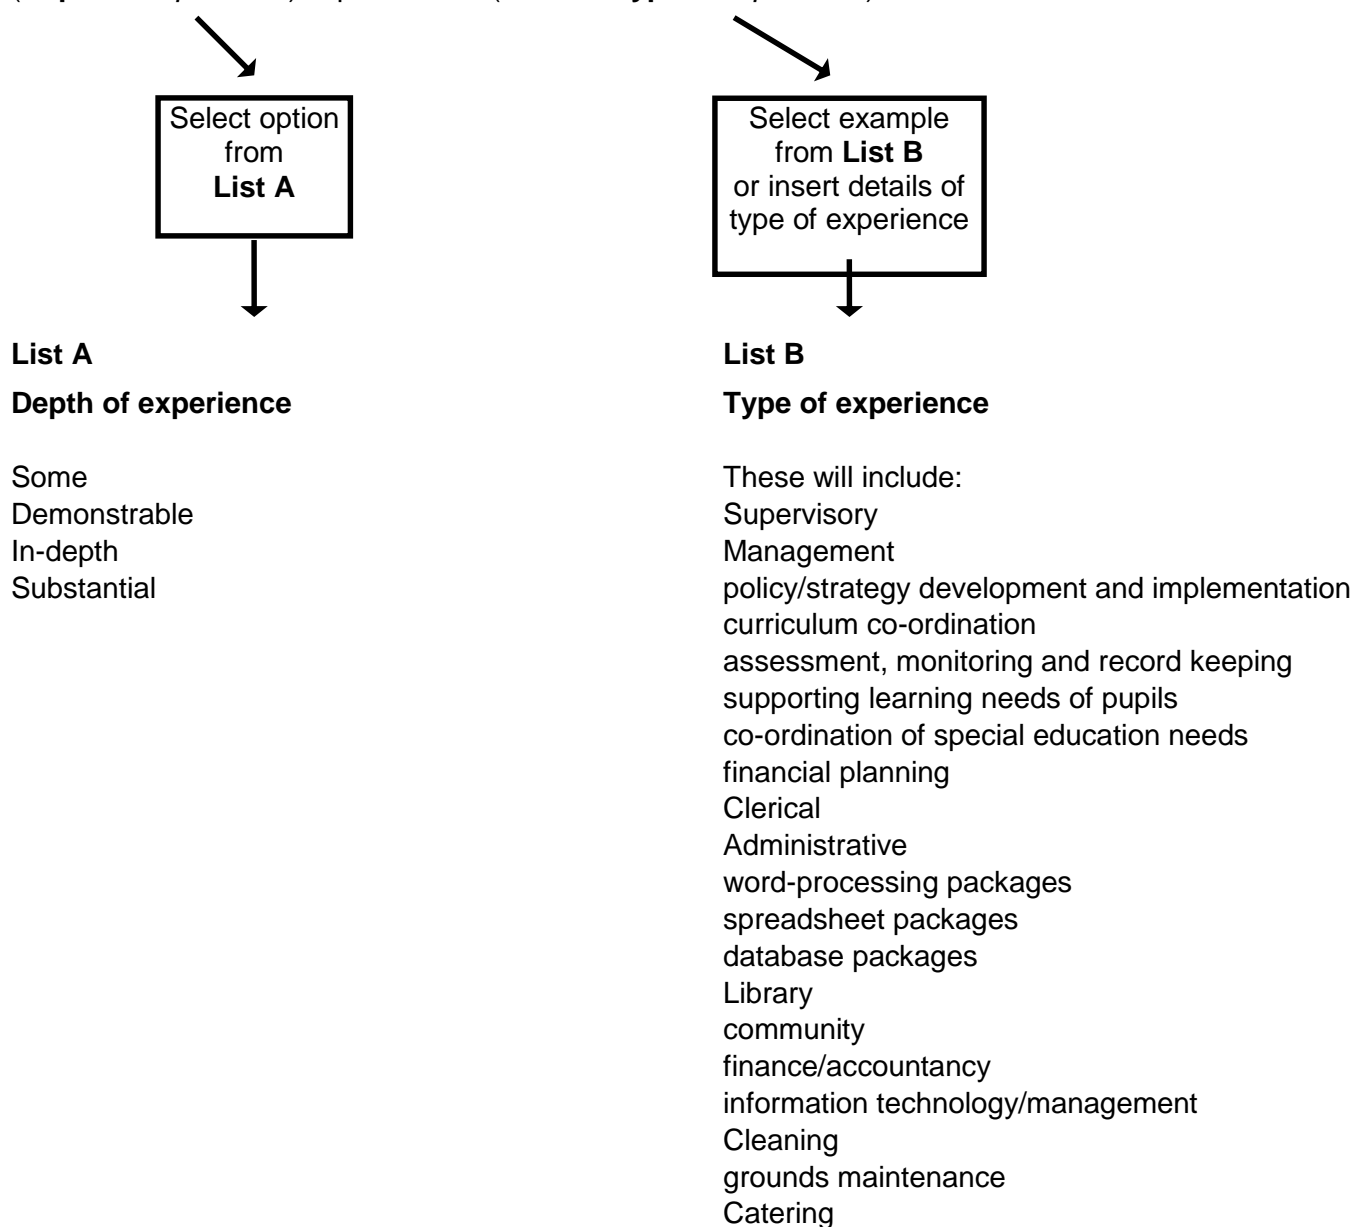 Select option
from
List A
Select example
from List B
or insert details of
type of experience
List A
Depth of experience
Some
Demonstrable
In-depth
Substantial
List B
Type of experience
These will include:
Supervisory
Management
policy/strategy development and implementation
curriculum co-ordination
assessment, monitoring and record keeping
supporting learning needs of pupils
co-ordination of special education needs
financial planning
Clerical
Administrative
word-processing packages
spreadsheet packages
database packages
Library
community
finance/accountancy
information technology/management
Cleaning
grounds maintenance
Catering